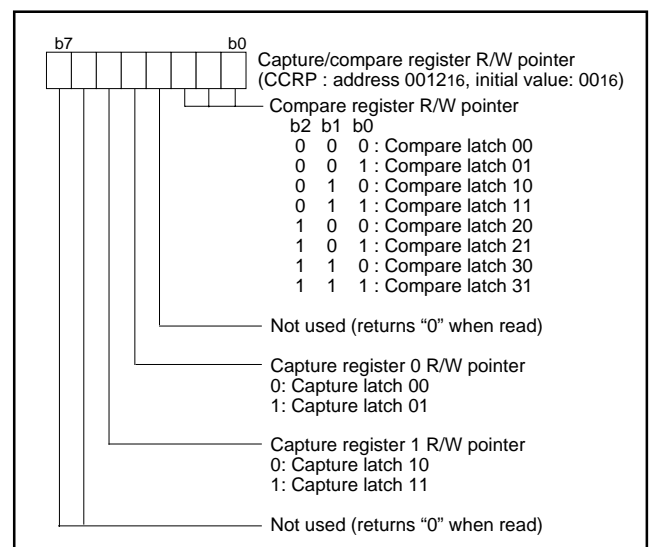 b7 b0
Capture/compare register R/W pointer
(CCRP : address 001216, initial value: 0016)
Compare register R/W pointer
b2 b1 b0
0 0 0 : Compare latch 00
0 0 1 : Compare latch 01
0 1 0 : Compare latch 10
0 1 1 : Compare latch 11
1 0 0 : Compare latch 20
1 0 1 : Compare latch 21
1 1 0 : Compare latch 30
1 1 1 : Compare latch 31
Not used (returns “0” when read)
Capture register 0 R/W pointer
0: Capture latch 00
1: Capture latch 01
Capture register 1 R/W pointer
0: Capture latch 10
1: Capture latch 11
Not used (returns “0” when read)